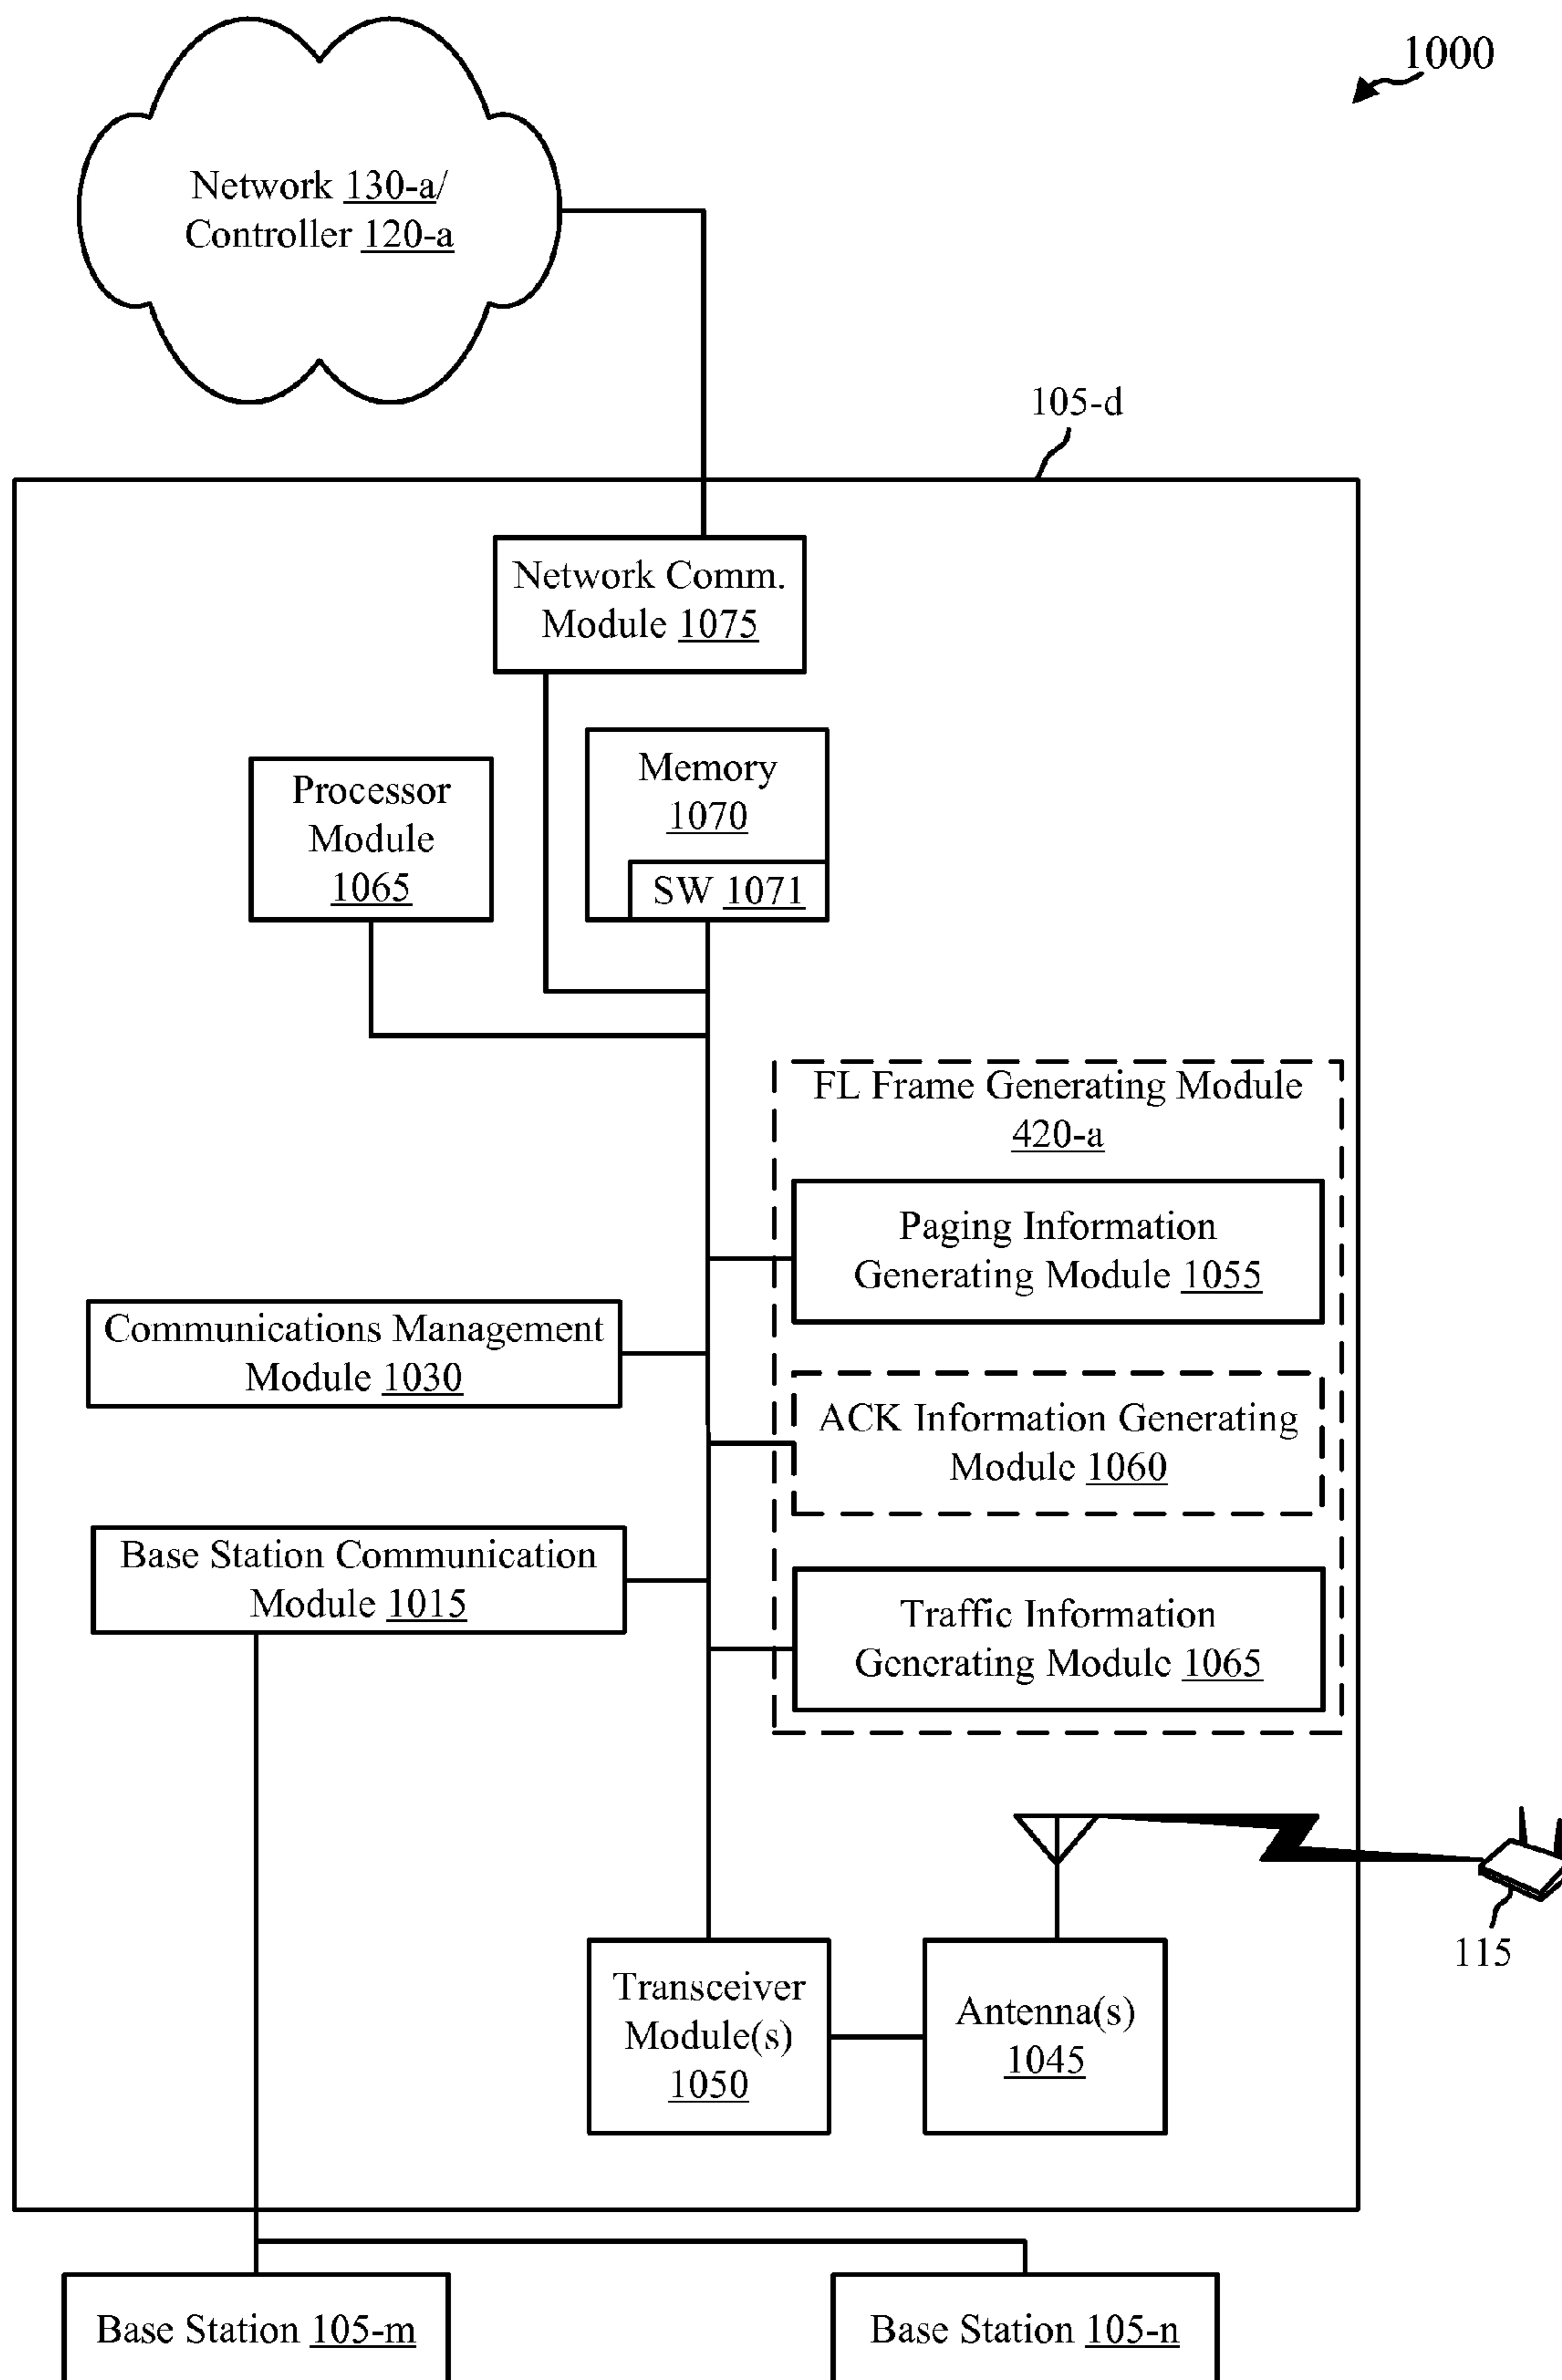 1000
Network 130-a/
Controller 120-a
105-d
Network Comm.
Module 1075
Memory
1070
SW 1071
Processor
Module
1065
FL Frame Generating Module
420-a
Paging Information
Generating Module 1055
Communications Management
Module 1030
ACK Information Generating
Module 1060
Base Station Communication
Module 1015
Traffic Information
Generating Module 1065
115
Transceiver
Module(s)
1050
Antenna(s)
1045
Base Station 105-m
Base Station 105-n